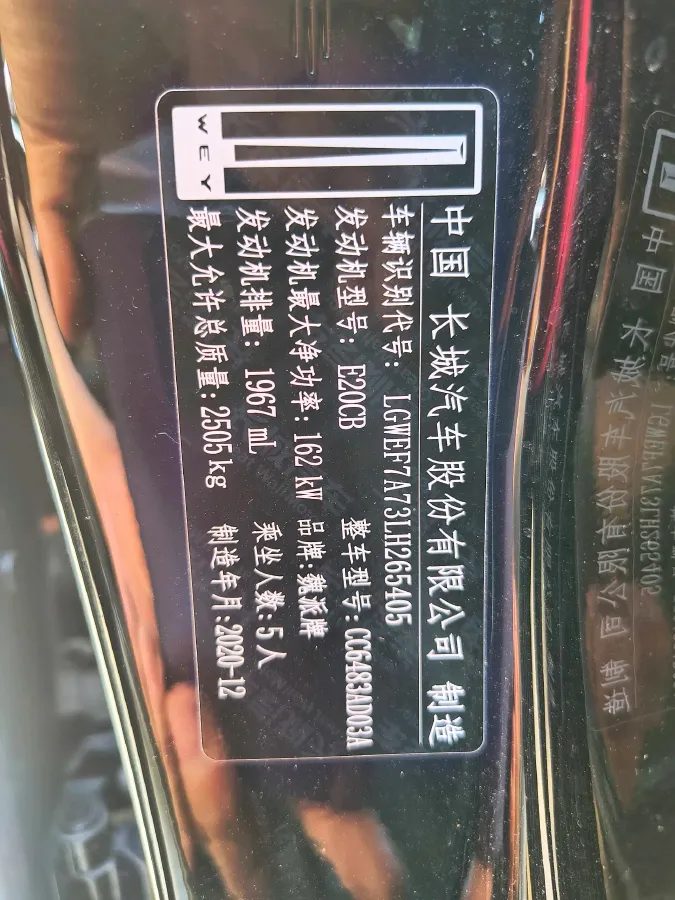 WEY
中国 长城汽车股份有限公司 制造
车辆识别代号: LGWEF7A73LH265405
发动机型号: E20CB 整车型号: CC6483AD03A
发动机最大净功率: 162 kW 品牌: 魏派牌
发动机排量: 1967 mL 乘坐人数: 5人
最大允许总质量: 2505kg 制造年月: 2020-12